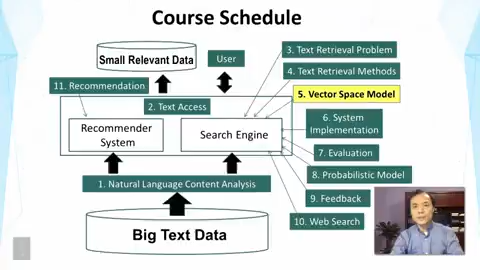 Course Schedule
Small Relevant Data
User
3. Text Retrieval Problem
4. Text Retrieval Methods
11. Recommendation
5. Vector Space Model
2. Text Access
6. System
Implementation
Recommender
System
Search Engine
7. Evaluation
8. Probabilistic Model
1. Natural Language Content Analysis
9. Feedback
10. Web Search
Big Text Data